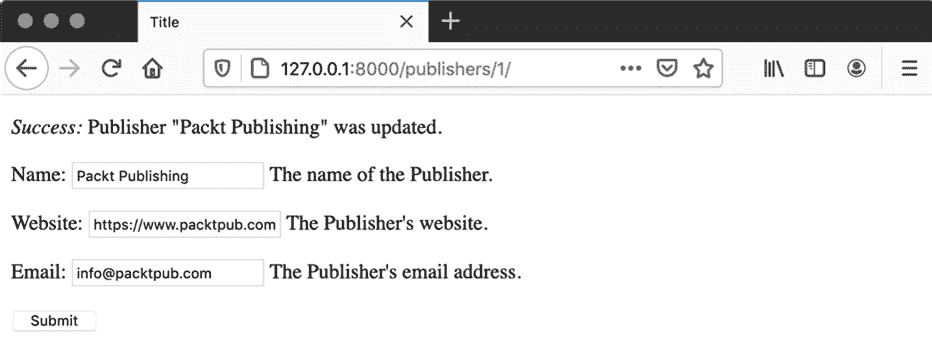 Title
127.0.0.1:8000/publishers/1/
Success: Publisher "Packt Publishing" was updated.
Name: Packt Publishing The name of the Publisher.
Website: https://www.packtpub.com The Publisher's website.
Email: info@packtpub.com The Publisher's email address.
Submit